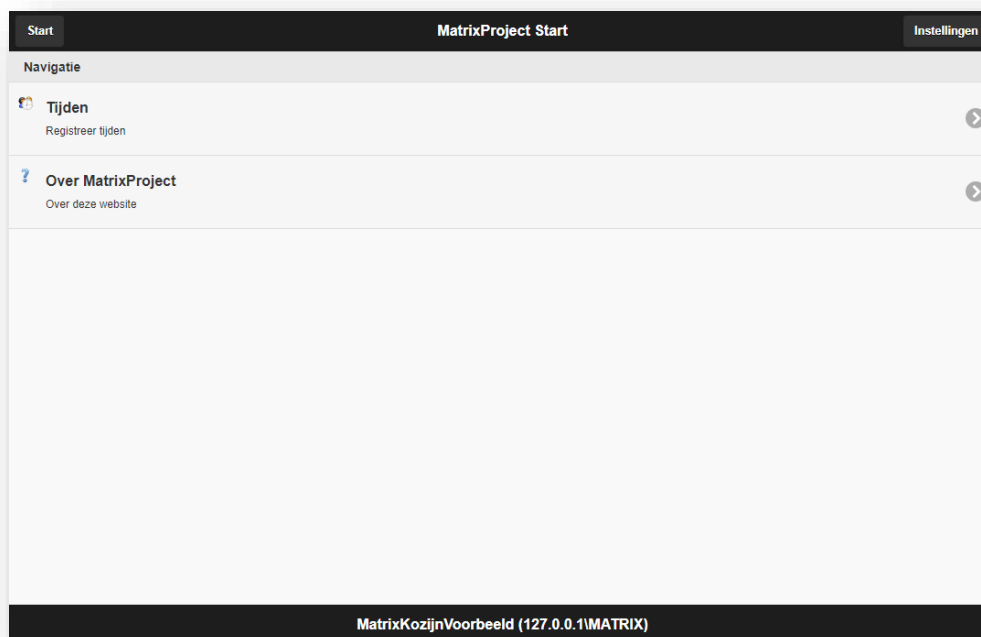 Start
MatrixProject Start
Instellingen
Navigatie
Tijden
Registreer tijden
Over MatrixProject
Over deze website
MatrixKozijnVoorbeeld (127.0.0.1\MATRIX)